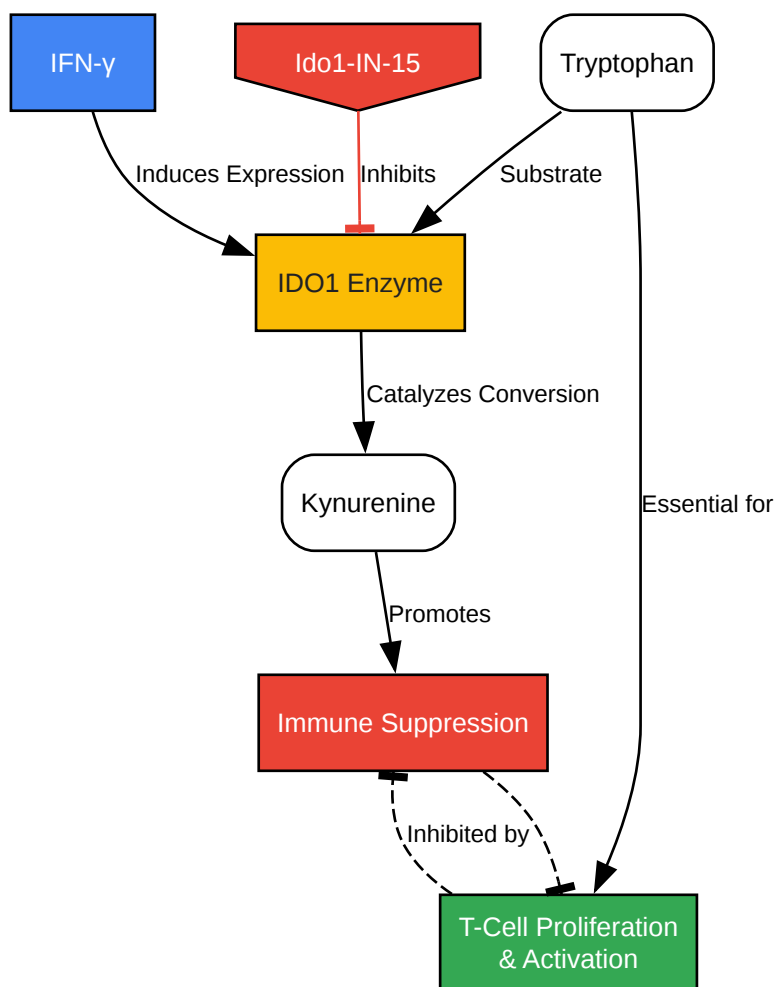 IFN-γ
Ido1-IN-15
Tryptophan
Induces Expression
Inhibits
Substrate
IDO1 Enzyme
Catalyzes Conversion
Kynurenine
Essential for
Promotes
Immune Suppression
Inhibited by
T-Cell Proliferation
& Activation